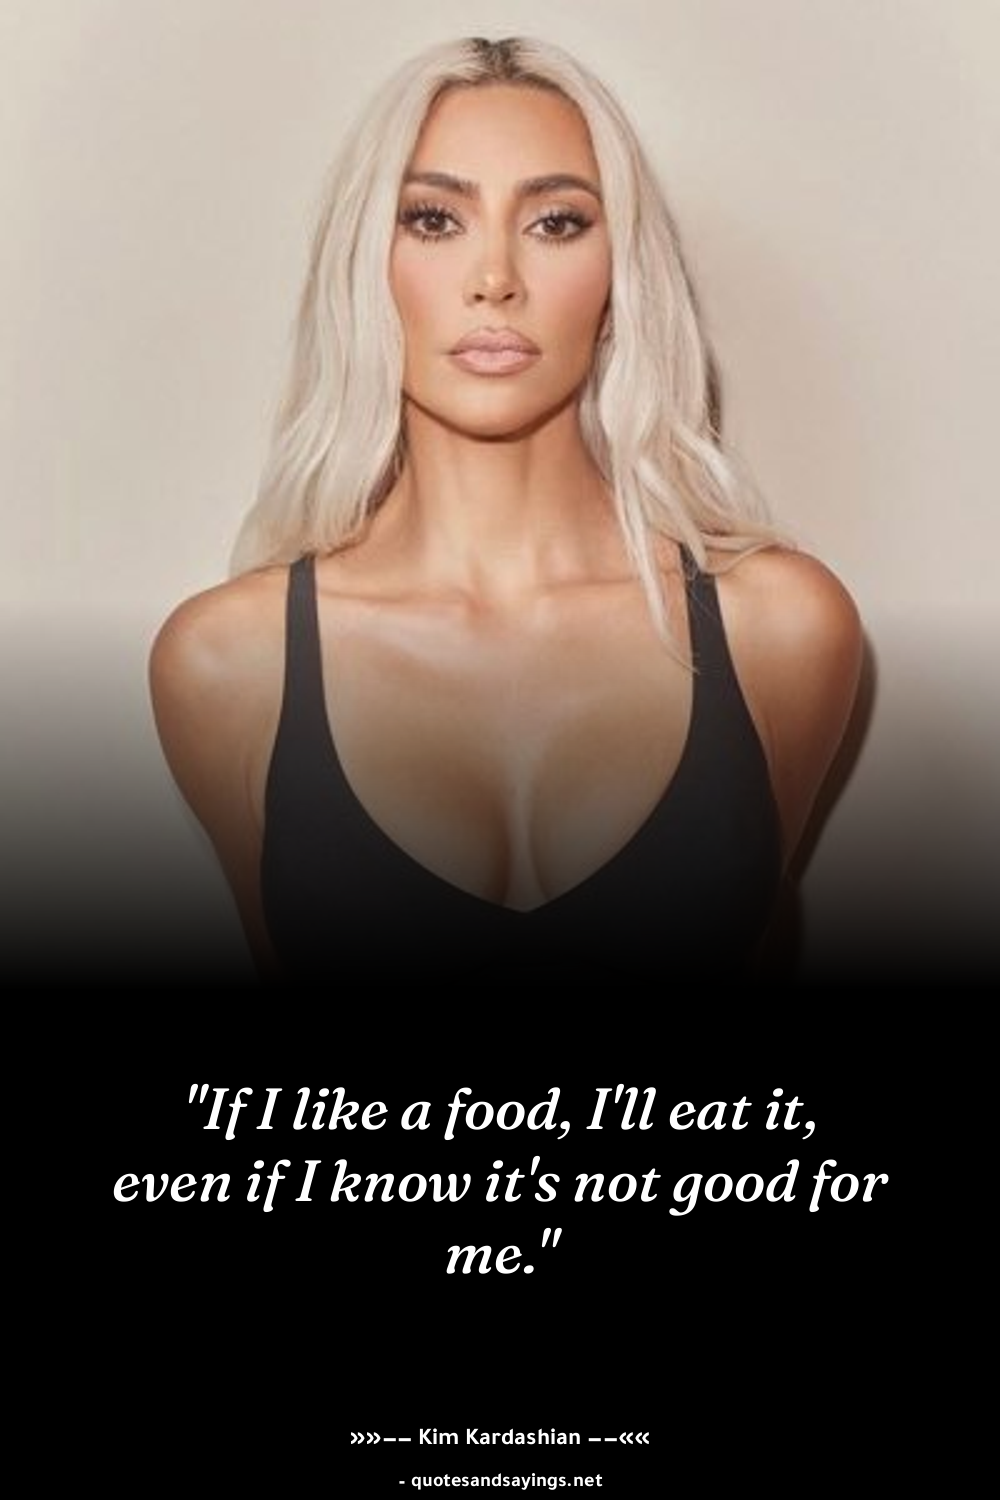 "If I like a food, I'll eat it,
even if I know it's not good for
me."
»»–– Kim Kardashian ––««
- quotesandsayings.net